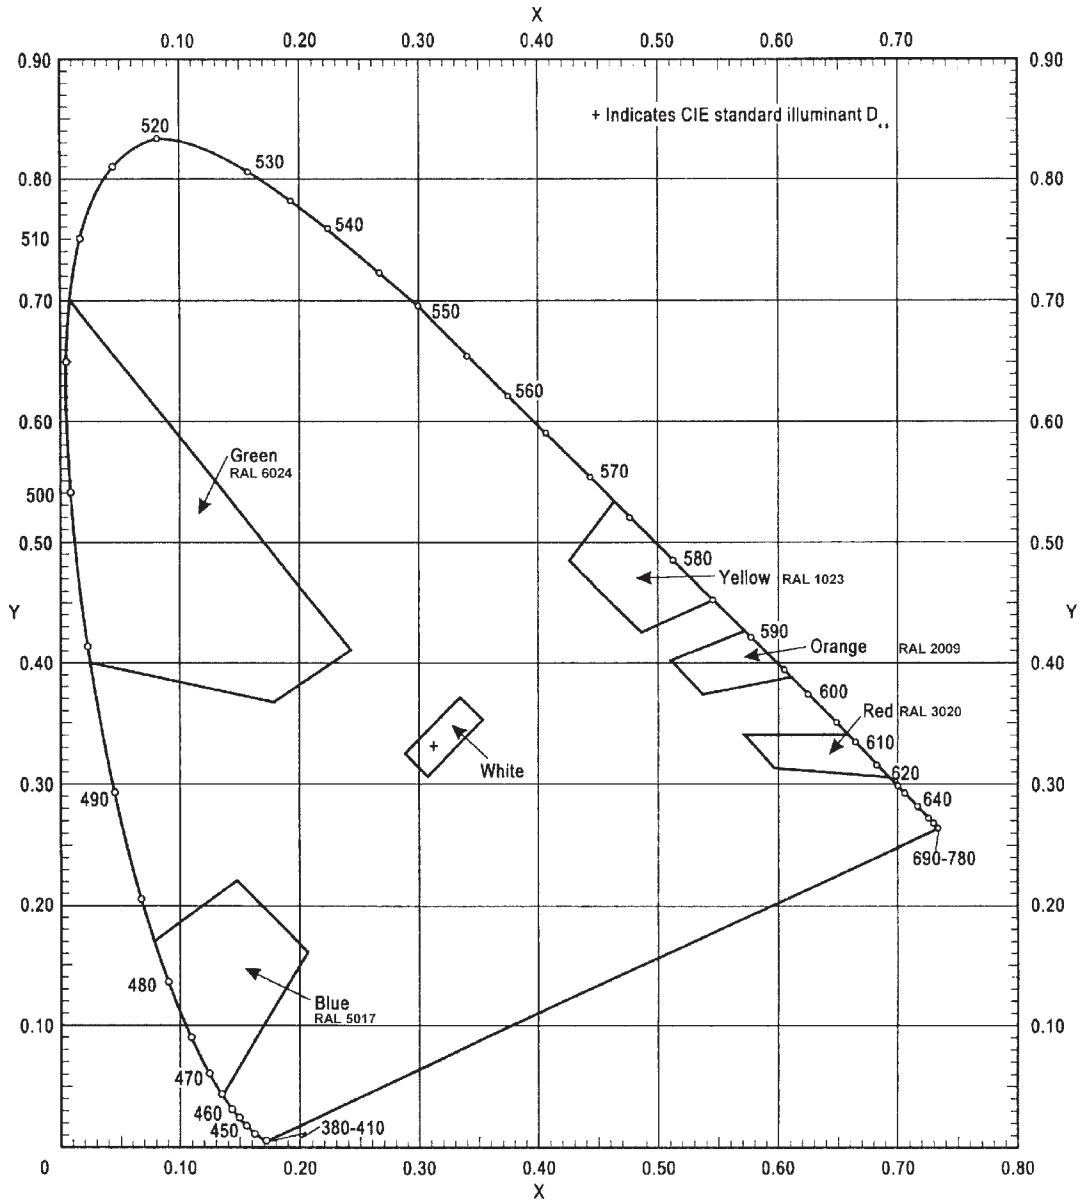 X
0.10 0.20 0.30 0.40 0.50 0.60 0.70
0.90 0.90
+ Indicates CIE standard illuminant D
520
530
0.80 0.80
540
510
0.70 0.70
550
560
0.60 0.60
Green
RAL 6024
570
500
0.50 0.50
580
Yellow RAL 1023
Y Y
590
Orange RAL 2009
0.40 0.40
600
Red RAL 3020
610
White
620
0.30 0.30
490 640
690-780
0.20 0.20
480
Blue
RAL 5017
0.10 0.10
470
460
450 380-410
0 0.10 0.20 0.30 0.40 0.50 0.60 0.70 0.80
X